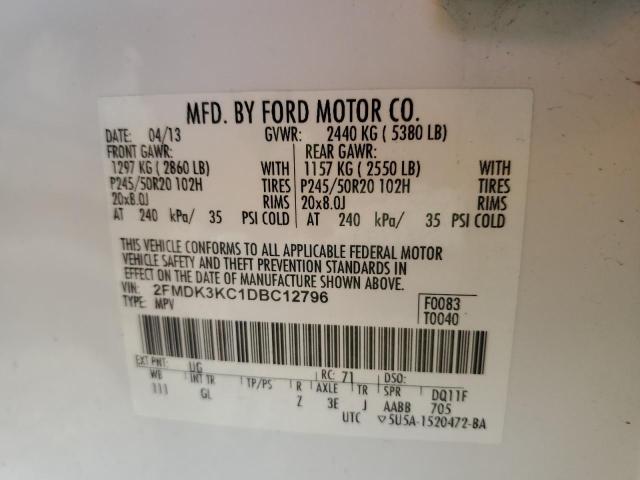 MFD. BY FORD MOTOR CO.
DATE: 04/13 GVWR: 2440 KG ( 5380 LB)
FRONT GAWR: REAR GAWR:
1297 KG ( 2860 LB) WITH 1157 KG ( 2550 LB) WITH
P245/50R20 102H TIRES P245/50R20 102H TIRES
20x8.0J RIMS 20x8.0J RIMS
AT 240 kPa/ 35 PSI COLD AT 240 kPa/ 35 PSI COLD
THIS VEHICLE CONFORMS TO ALL APPLICABLE FEDERAL MOTOR
VEHICLE SAFETY AND THEFT PREVENTION STANDARDS IN
EFFECT ON THE DATE OF MANUFACTURE SHOWN ABOVE.
VIN: 2FMDK3KC1DBC12796 F0083
TYPE: MPV T0040
EXT PNT: UG RC: 71 DSO:
WB INT TR TP/PS R AXLE TR SPR DQ11F
111 GL Z 3E J AABB 705
UTC ▽5U5A-1520472-BA